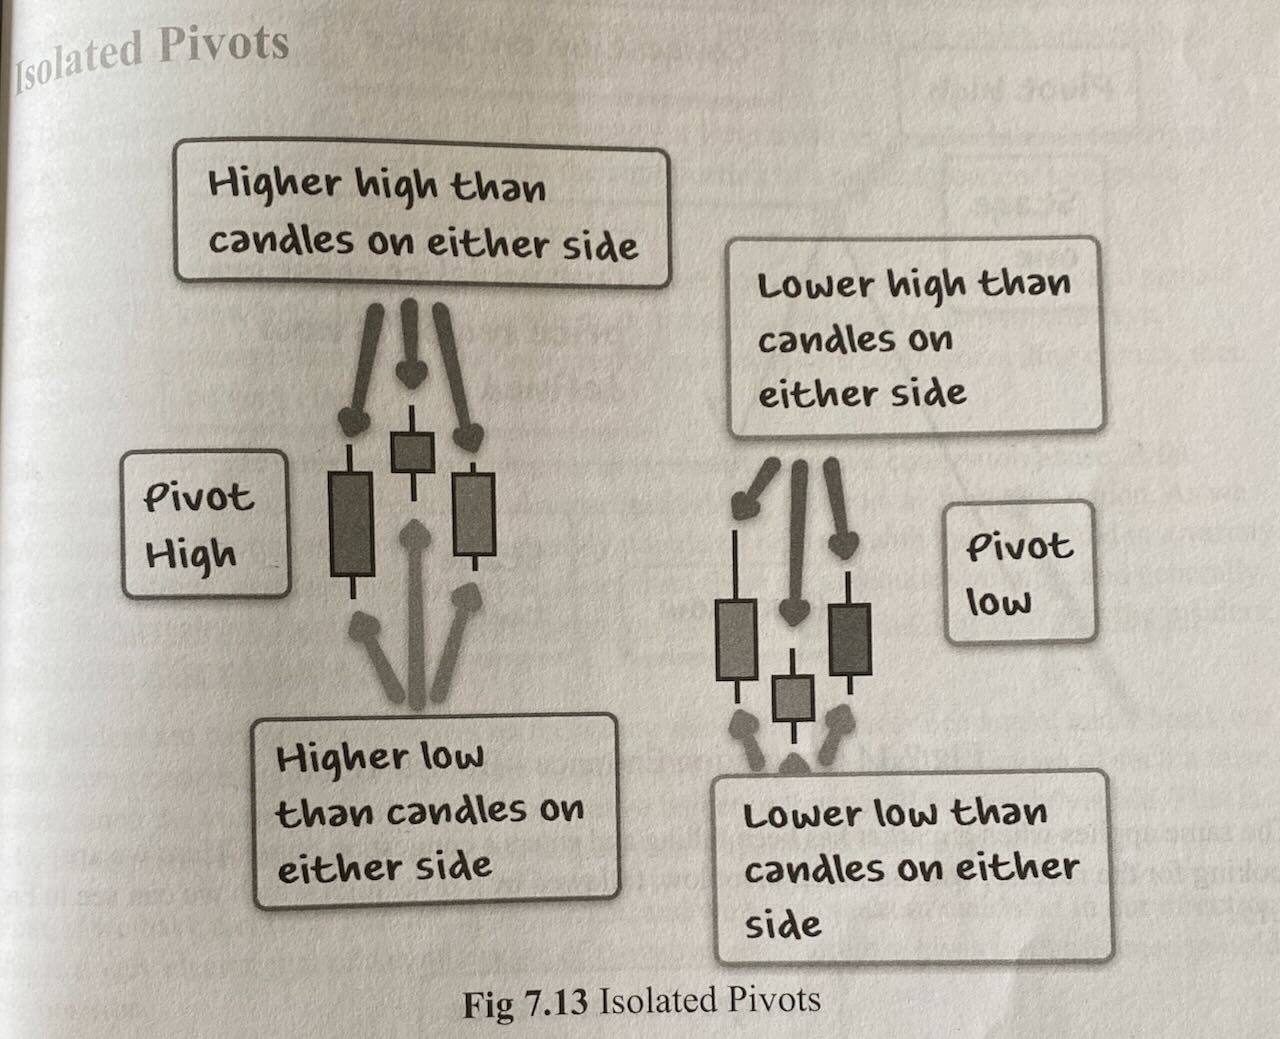 Isolated Pivots
Higher high than
candles on either side
Lower high than
candles on
either side
Pivot
High
Pivot
low
Higher low
than candles on
either side
Lower low than
candles on either
side
Fig 7.13 Isolated Pivots